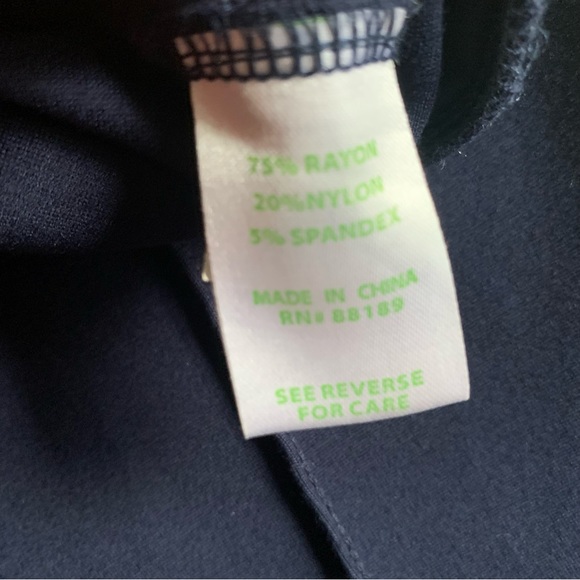 75% RAYON
20% NYLON
5% SPANDEX
MADE IN CHINA
RN# 88189
SEE REVERSE
FOR CARE